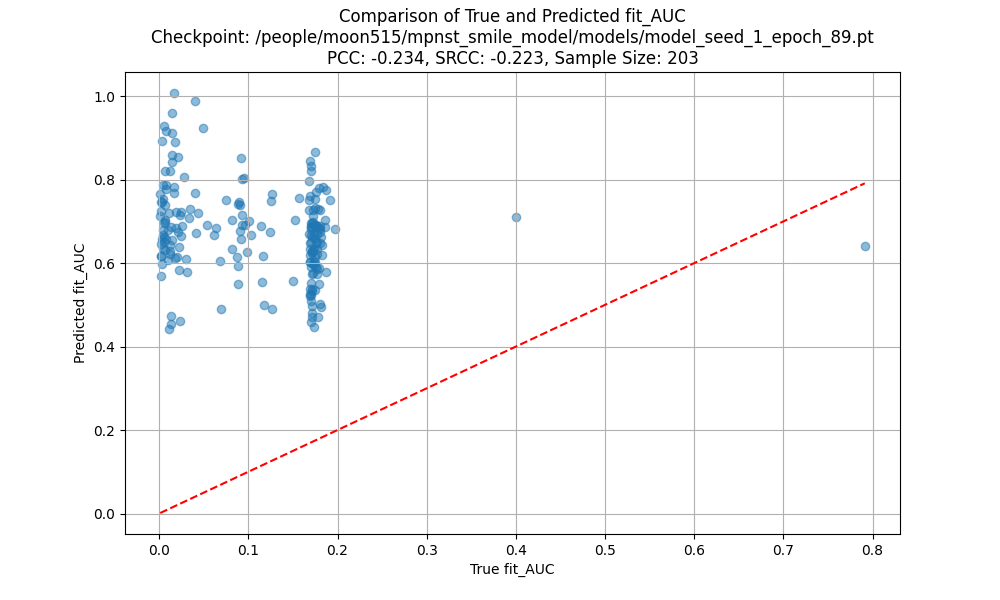 Comparison of True and Predicted fit_AUC
Checkpoint: /people/moon515/mpnst_smile_model/models/model_seed_1_epoch_89.pt
PCC: -0.234, SRCC: -0.223, Sample Size: 203
Predicted fit_AUC
1.0
0.8
0.6
0.4
0.2
0.0
0.0 0.1 0.2 0.3 0.4 0.5 0.6 0.7 0.8
True fit_AUC